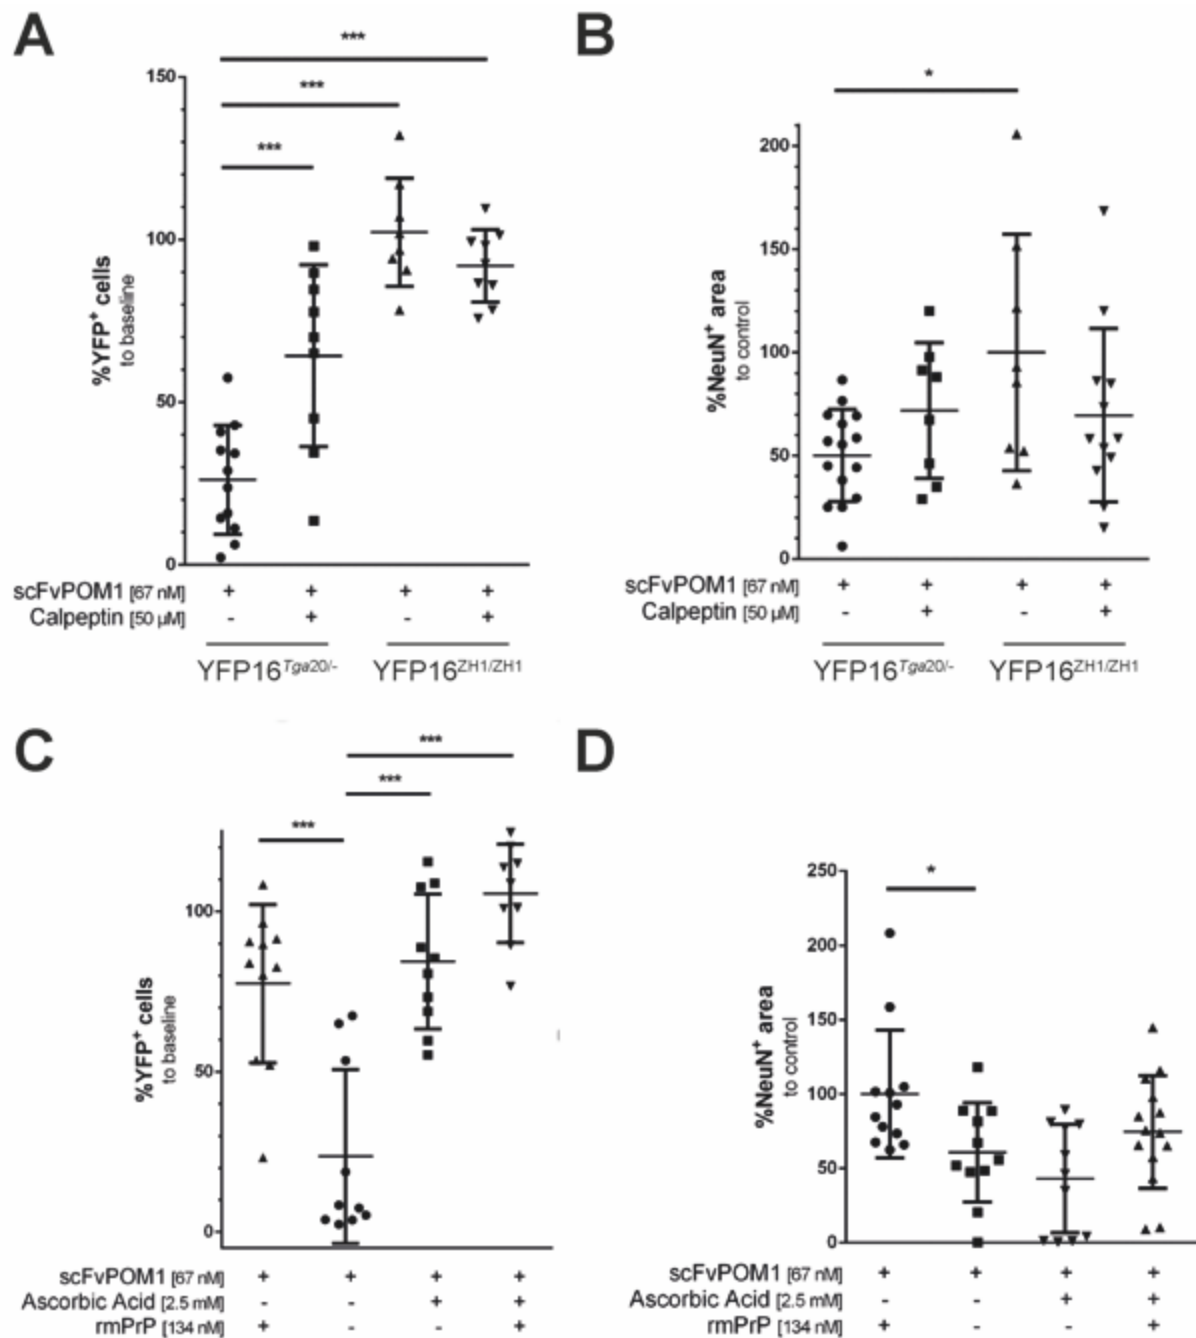 A
***
***
***
150
100
50
0
%YFP+ cells
to baseline
scFvPOM1 [67 nM] + + + +
Calpeptin [50 µM] - + - +
YFP16Tga20/- YFP16ZH1/ZH1
B
*
200
150
100
50
0
%NeuN+ area
to control
scFvPOM1 [67 nM] + + + +
Calpeptin [50 µM] - + - +
YFP16Tga20/- YFP16ZH1/ZH1
C
***
***
***
100
50
0
%YFP+ cells
to baseline
scFvPOM1 [67 nM] + + + +
Ascorbic Acid [2.5 mM] - - + +
rmPrP [134 nM] + - - +
D
*
250
200
150
100
50
0
%NeuN+ area
to control
scFvPOM1 [67 nM] + + + +
Ascorbic Acid [2.5 mM] - - + +
rmPrP [134 nM] + - - +